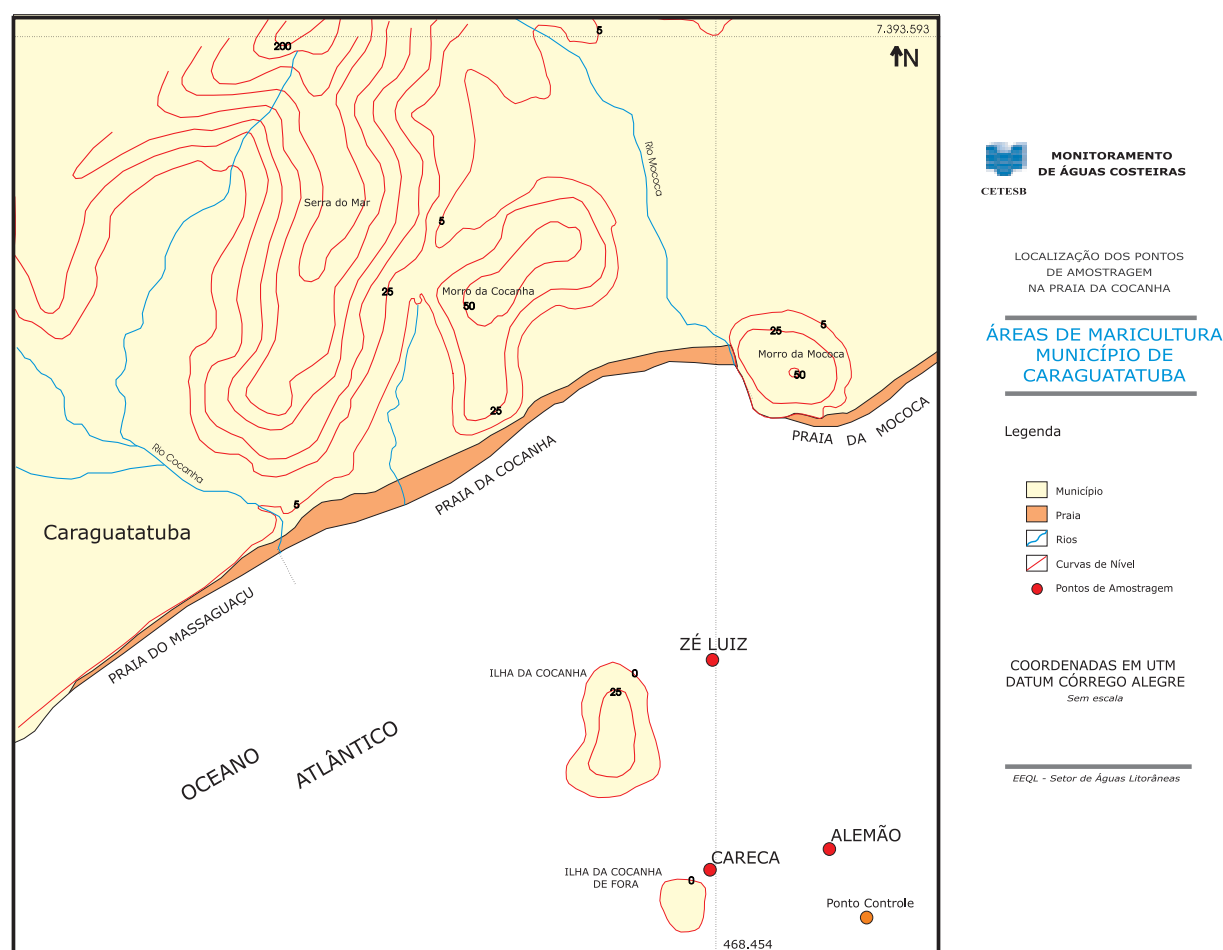 7.393.593
N
200
5
Rio Mococa
Serra do Mar
5
25
Morro da Cocanha
50
25
5
Morro da Mococa
50
25
PRAIA DA MOCOCA
PRAIA DA COCANHA
Rio Cocanha
5
Caraguatatuba
PRAIA DO MASSAGUAÇU
ZÉ LUIZ
ILHA DA COCANHA
0
25
OCEANO ATLÂNTICO
ALEMÃO
CARECA
ILHA DA COCANHA
DE FORA
0
Ponto Controle
468.454
CETESB
MONITORAMENTO
DE ÁGUAS COSTEIRAS
LOCALIZAÇÃO DOS PONTOS
DE AMOSTRAGEM
NA PRAIA DA COCANHA
ÁREAS DE MARICULTURA
MUNICÍPIO DE
CARAGUATATUBA
Legenda
Município
Praia
Rios
Curvas de Nível
Pontos de Amostragem
COORDENADAS EM UTM
DATUM CÓRREGO ALEGRE
Sem escala
EEQL - Setor de Águas Litorâneas